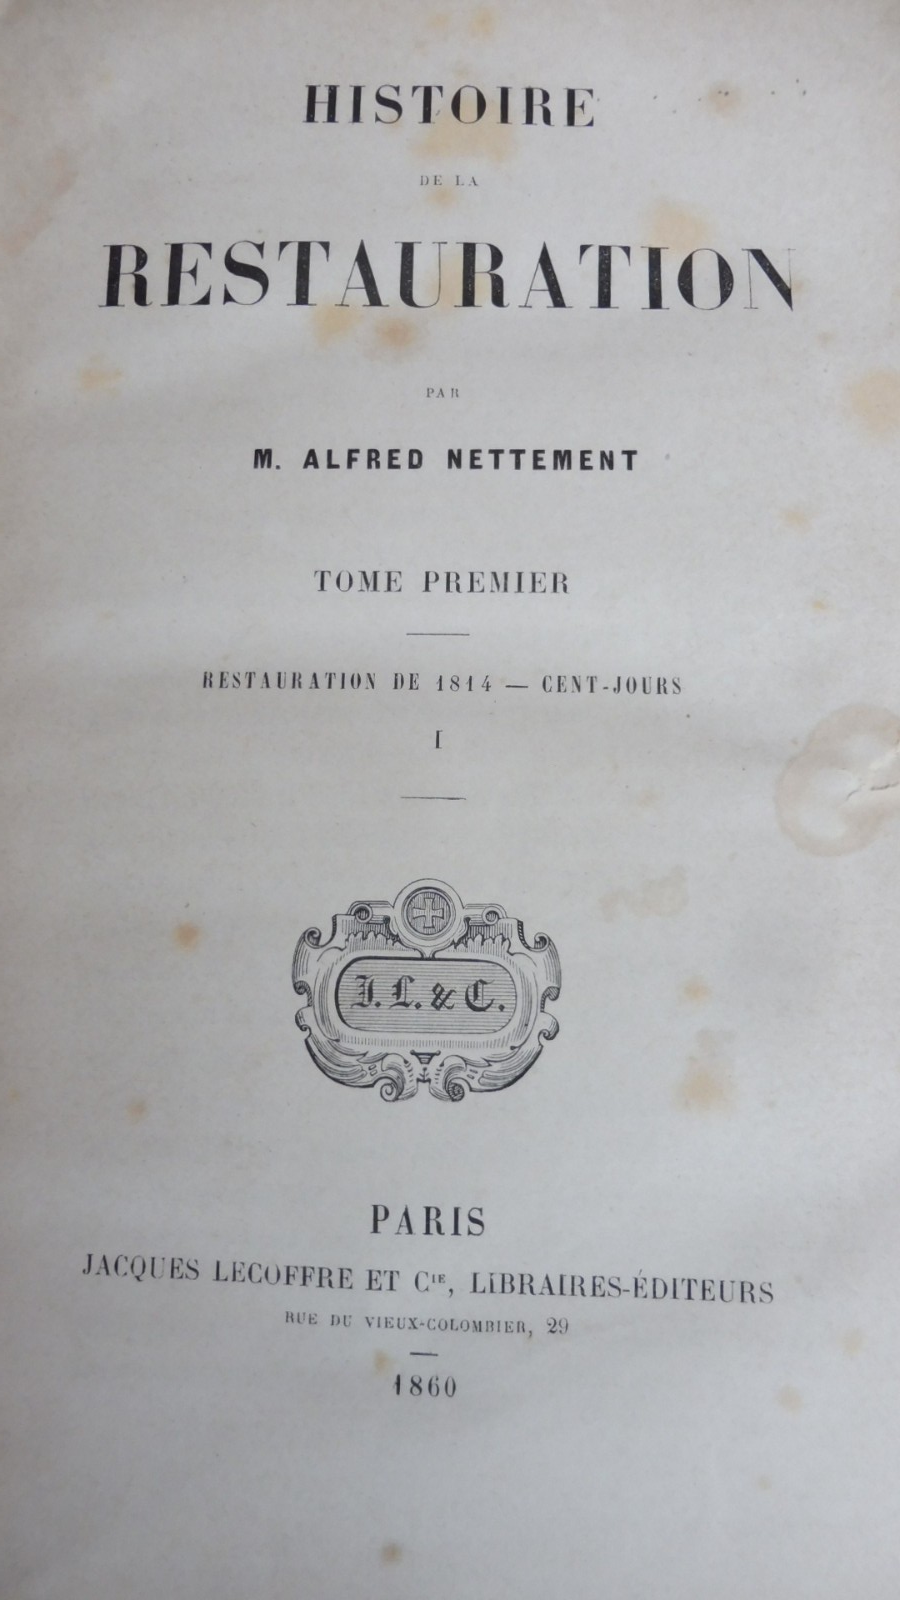 HISTOIRE
DE LA
RESTAURATION
PAR
M. ALFRED NETTEMENT
TOME PREMIER
RESTAURATION DE 1814 — CENT-JOURS
I
J. L. & C.
PARIS
JACQUES LECOFFRE ET Cᴵᴱ, LIBRAIRES-ÉDITEURS
RUE DU VIEUX-COLOMBIER, 29
1860